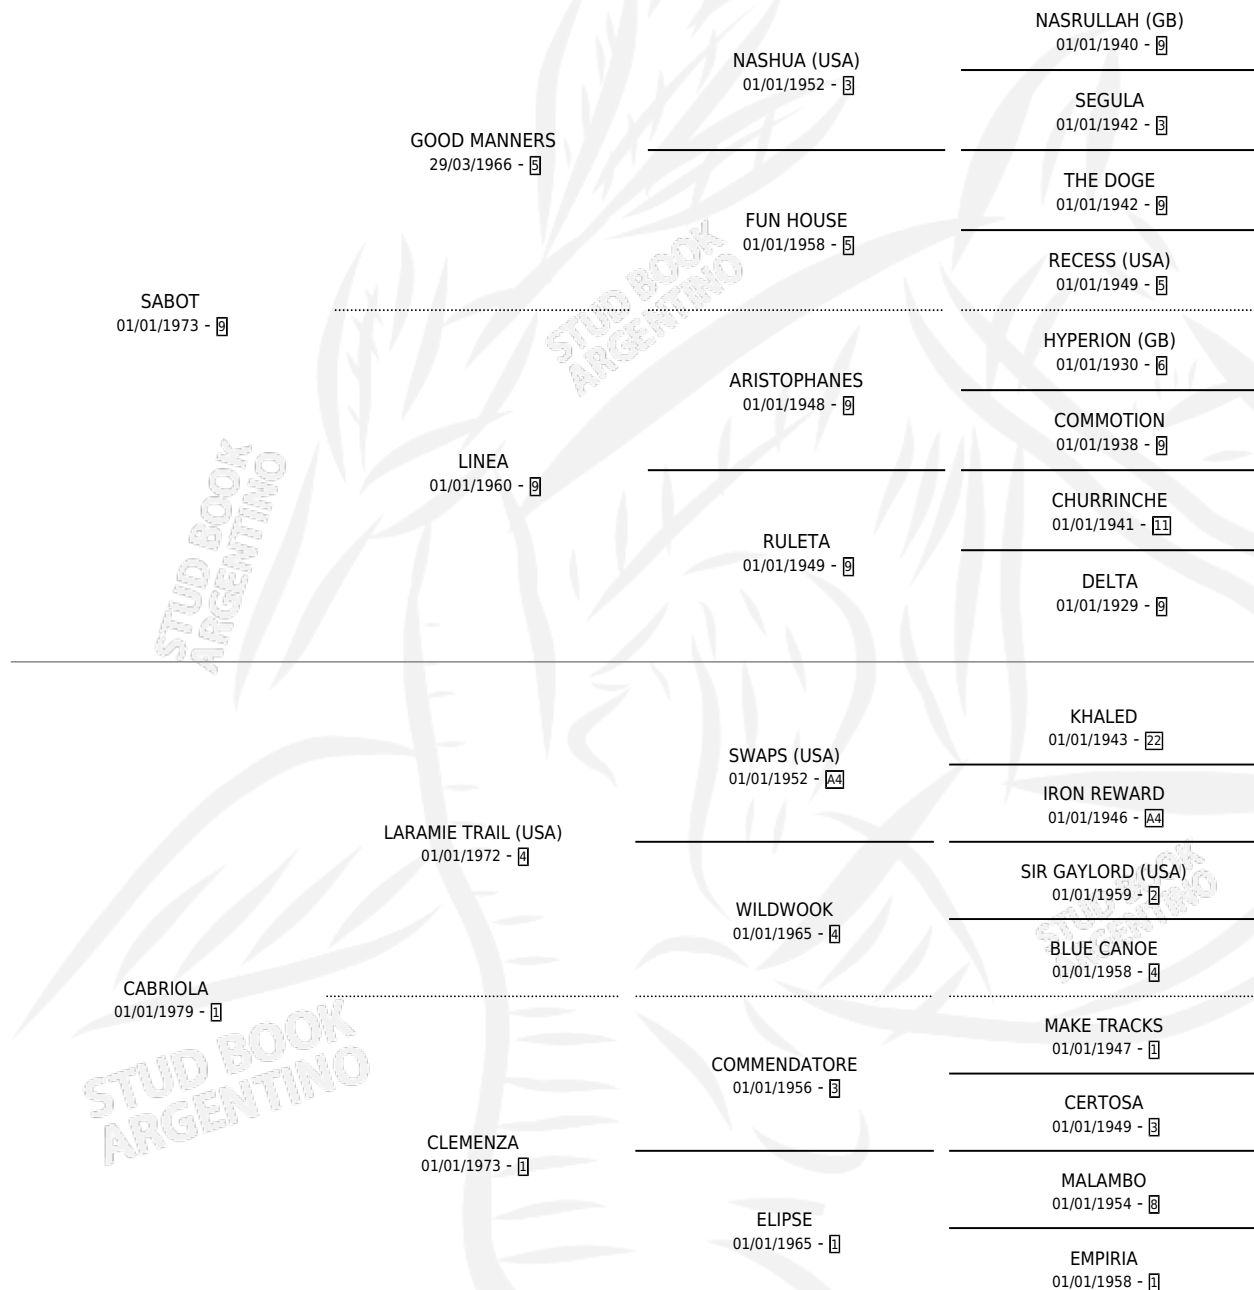 NASRULLAH (GB)
01/01/1940 - 9
NASHUA (USA)
01/01/1952 - 3
SEGULA
01/01/1942 - 3
GOOD MANNERS
29/03/1966 - 5
THE DOGE
01/01/1942 - 9
FUN HOUSE
01/01/1958 - 5
RECESS (USA)
01/01/1949 - 5
SABOT
01/01/1973 - 9
HYPERION (GB)
01/01/1930 - 6
ARISTOPHANES
01/01/1948 - 9
COMMOTION
01/01/1938 - 9
LINEA
01/01/1960 - 9
CHURRINCHE
01/01/1941 - 11
RULETA
01/01/1949 - 9
DELTA
01/01/1929 - 9
KHALED
01/01/1943 - 22
SWAPS (USA)
01/01/1952 - A4
IRON REWARD
01/01/1946 - A4
LARAMIE TRAIL (USA)
01/01/1972 - 4
SIR GAYLORD (USA)
01/01/1959 - 2
WILDWOOK
01/01/1965 - 4
BLUE CANOE
01/01/1958 - 4
CABRIOLA
01/01/1979 - 1
MAKE TRACKS
01/01/1947 - 1
COMMENDATORE
01/01/1956 - 3
CERTOSA
01/01/1949 - 3
CLEMENZA
01/01/1973 - 1
MALAMBO
01/01/1954 - 8
ELIPSE
01/01/1965 - 1
EMPIRIA
01/01/1958 - 1
STUD BOOK
ARGENTINO
STUD BOOK
ARGENTINO
STUD BOOK
ARGENTINO
STUD BOOK
ARGENTINO